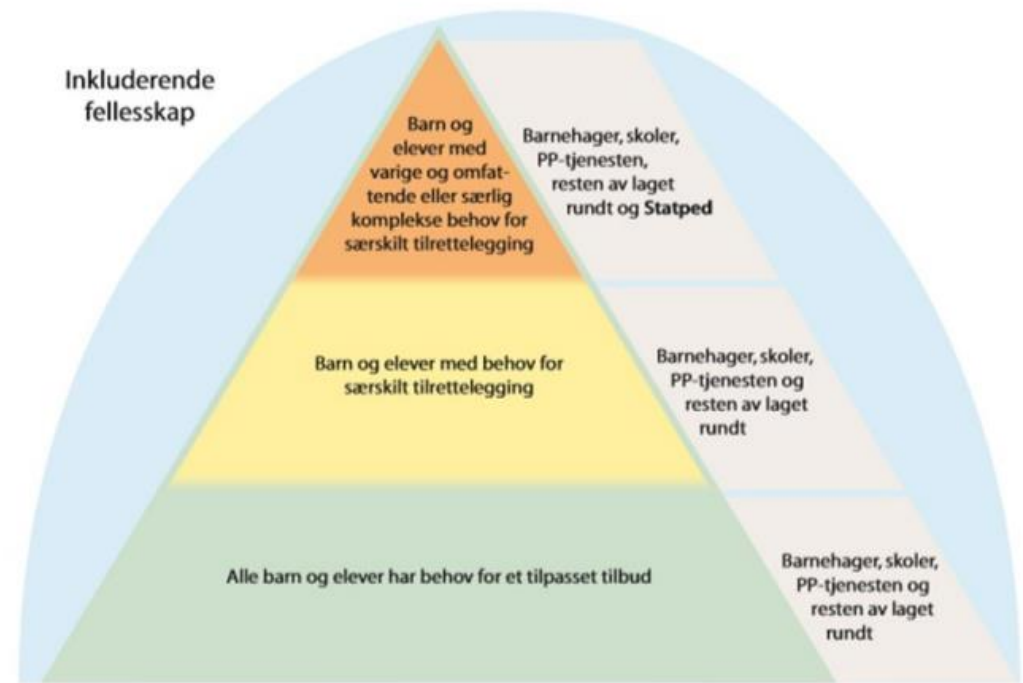 Inkluderende
fellesskap
Barn og
elever med
varige og omfat-
tende eller særlig
komplekse behov for
særskilt tilrettelegging
Barnehager, skoler,
PP-tjenesten,
resten av laget
rundt og Statped
Barn og elever med behov for
særskilt tilrettelegging
Barnehager, skoler,
PP-tjenesten og
resten av laget
rundt
Alle barn og elever har behov for et tilpasset tilbud
Barnehager, skoler,
PP-tjenesten og
resten av laget
rundt